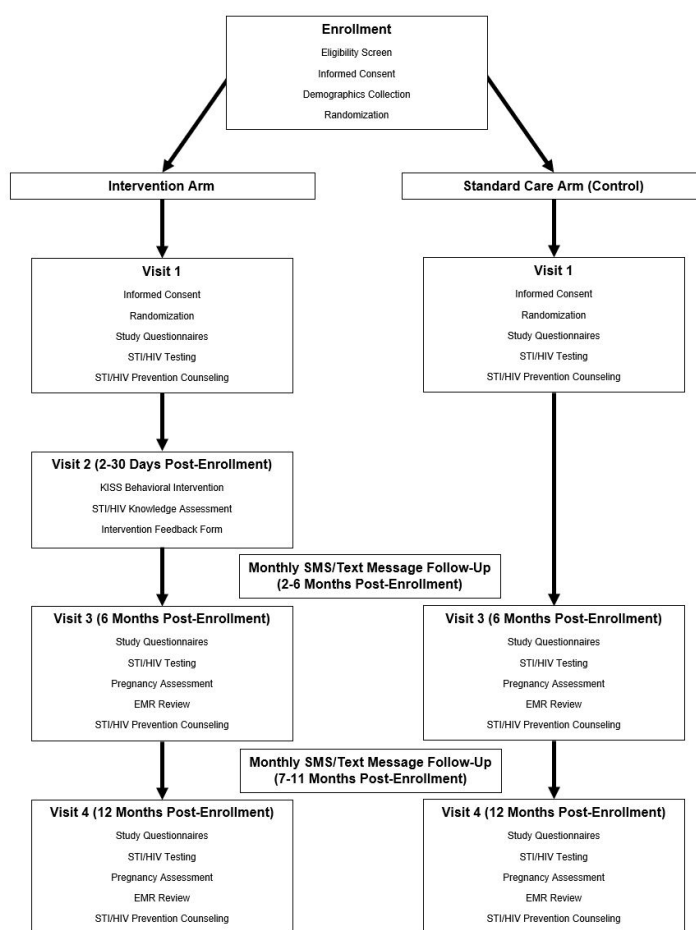 Enrollment
Eligibility Screen
Informed Consent
Demographics Collection
Randomization
Intervention Arm
Standard Care Arm (Control)
Visit 1
Informed Consent
Randomization
Study Questionnaires
STI/HIV Testing
STI/HIV Prevention Counseling
Visit 1
Informed Consent
Randomization
Study Questionnaires
STI/HIV Testing
STI/HIV Prevention Counseling
Visit 2 (2-30 Days Post-Enrollment)
KISS Behavioral Intervention
STI/HIV Knowledge Assessment
Intervention Feedback Form
Monthly SMS/Text Message Follow-Up
(2-6 Months Post-Enrollment)
Visit 3 (6 Months Post-Enrollment)
Study Questionnaires
STI/HIV Testing
Pregnancy Assessment
EMR Review
STI/HIV Prevention Counseling
Visit 3 (6 Months Post-Enrollment)
Study Questionnaires
STI/HIV Testing
Pregnancy Assessment
EMR Review
STI/HIV Prevention Counseling
Monthly SMS/Text Message Follow-Up
(7-11 Months Post-Enrollment)
Visit 4 (12 Months Post-Enrollment)
Study Questionnaires
STI/HIV Testing
Pregnancy Assessment
EMR Review
STI/HIV Prevention Counseling
Visit 4 (12 Months Post-Enrollment)
Study Questionnaires
STI/HIV Testing
Pregnancy Assessment
EMR Review
STI/HIV Prevention Counseling